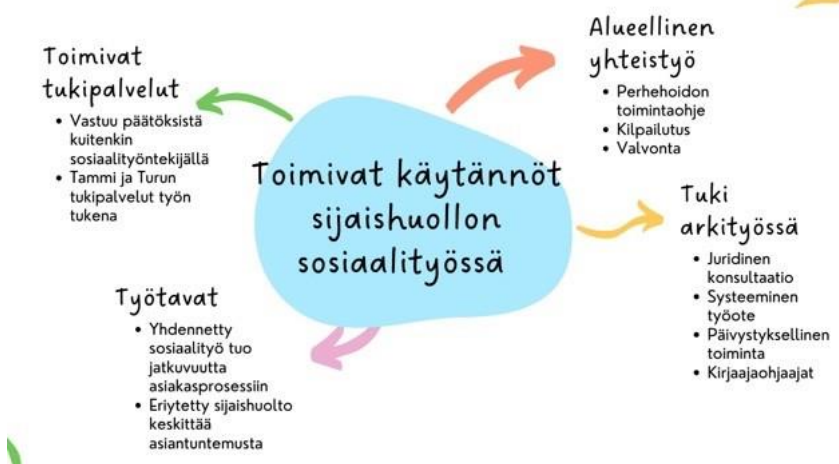 Toimivat käytännöt
sijaishuollon
sosiaalityössä
Toimivat
tukipalvelut
• Vastuu päätöksistä
kuitenkin
sosiaalityöntekijällä
• Tammi ja Turun
tukipalvelut työn
tukena
Alueellinen
yhteistyö
• Perhehoidon
toimintaohje
• Kilpailutus
• Valvonta
Tuki
arkityössä
• Juridinen
konsultaatio
• Systeeminen
työote
• Päivystyksellinen
toiminta
• Kirjaajaohjaajat
Työtavat
• Yhdennetty
sosiaalityö tuo
jatkuvuutta
asiakasprosessiin
• Eriytetty sijaishuolto
keskittää
asiantuntemusta